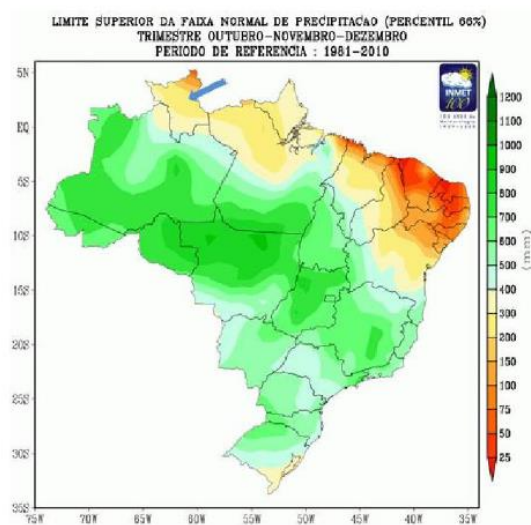 LIMITE SUPERIOR DA FAIXA NORMAL DE PRECIPITACAO (PERCENTIL 66%)
TRIMESTRE OUTUBRO-NOVEMBRO-DEZEMBRO
PERIODO DE REFERENCIA : 1981-2010
5N
EQ
5S
10S
15S
20S
25S
30S
35S
75W
70W
65W
60W
55W
50W
45W
40W
35W
INMET
100
1200
1100
1000
900
800
700
600
500
400
300
200
150
100
75
50
25
(mm)